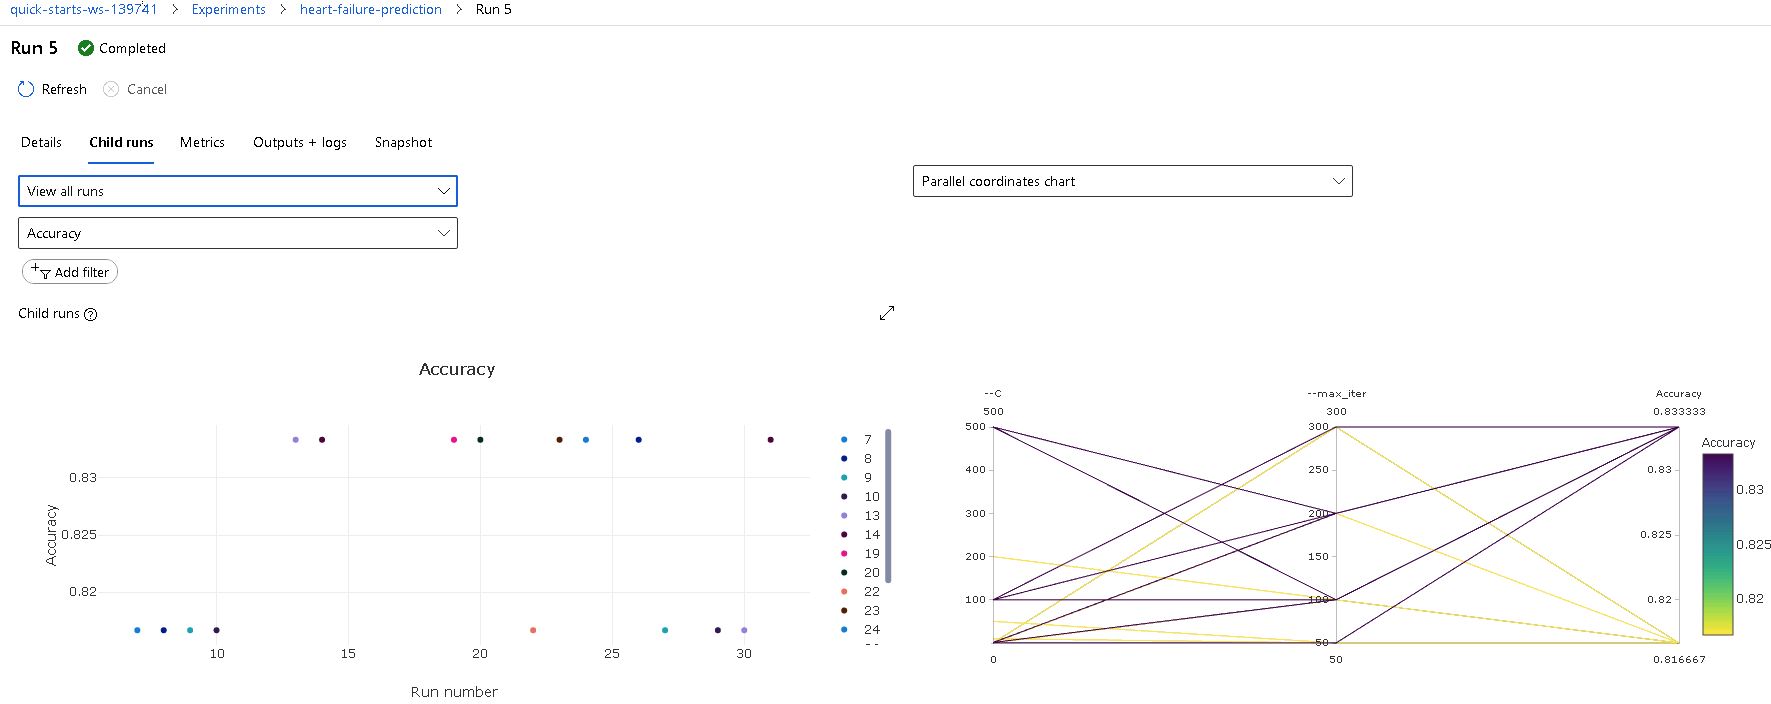 quick-starts-ws-139741 > Experiments > heart-failure-prediction > Run 5
Run 5 Completed
Refresh Cancel
Details Child runs Metrics Outputs + logs Snapshot
View all runs
Parallel coordinates chart
Accuracy
Add filter
Child runs
Accuracy
Accuracy
0.83
0.825
0.82
10 15 20 25 30
Run number
7
8
9
10
13
14
19
20
22
23
24
--C
500
500
400
300
200
100
0
--max_iter
300
300
250
200
150
100
50
50
Accuracy
0.833333
0.83
0.825
0.82
0.816667
Accuracy
0.83
0.825
0.82